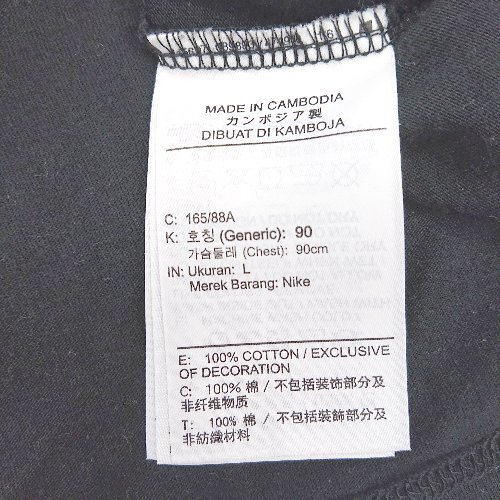 MADE IN CAMBODIA
カンボジア製
DIBUAT DI KAMBOJA
C: 165/88A
K: 호칭 (Generic): 90
가슴둘레 (Chest): 90cm
IN: Ukuran: L
Merek Barang: Nike
E: 100% COTTON / EXCLUSIVE
OF DECORATION
C: 100% 棉 / 不包括装饰部分及
非纤维物质
T: 100% 棉 / 不包括裝飾部分及
非紡織材料